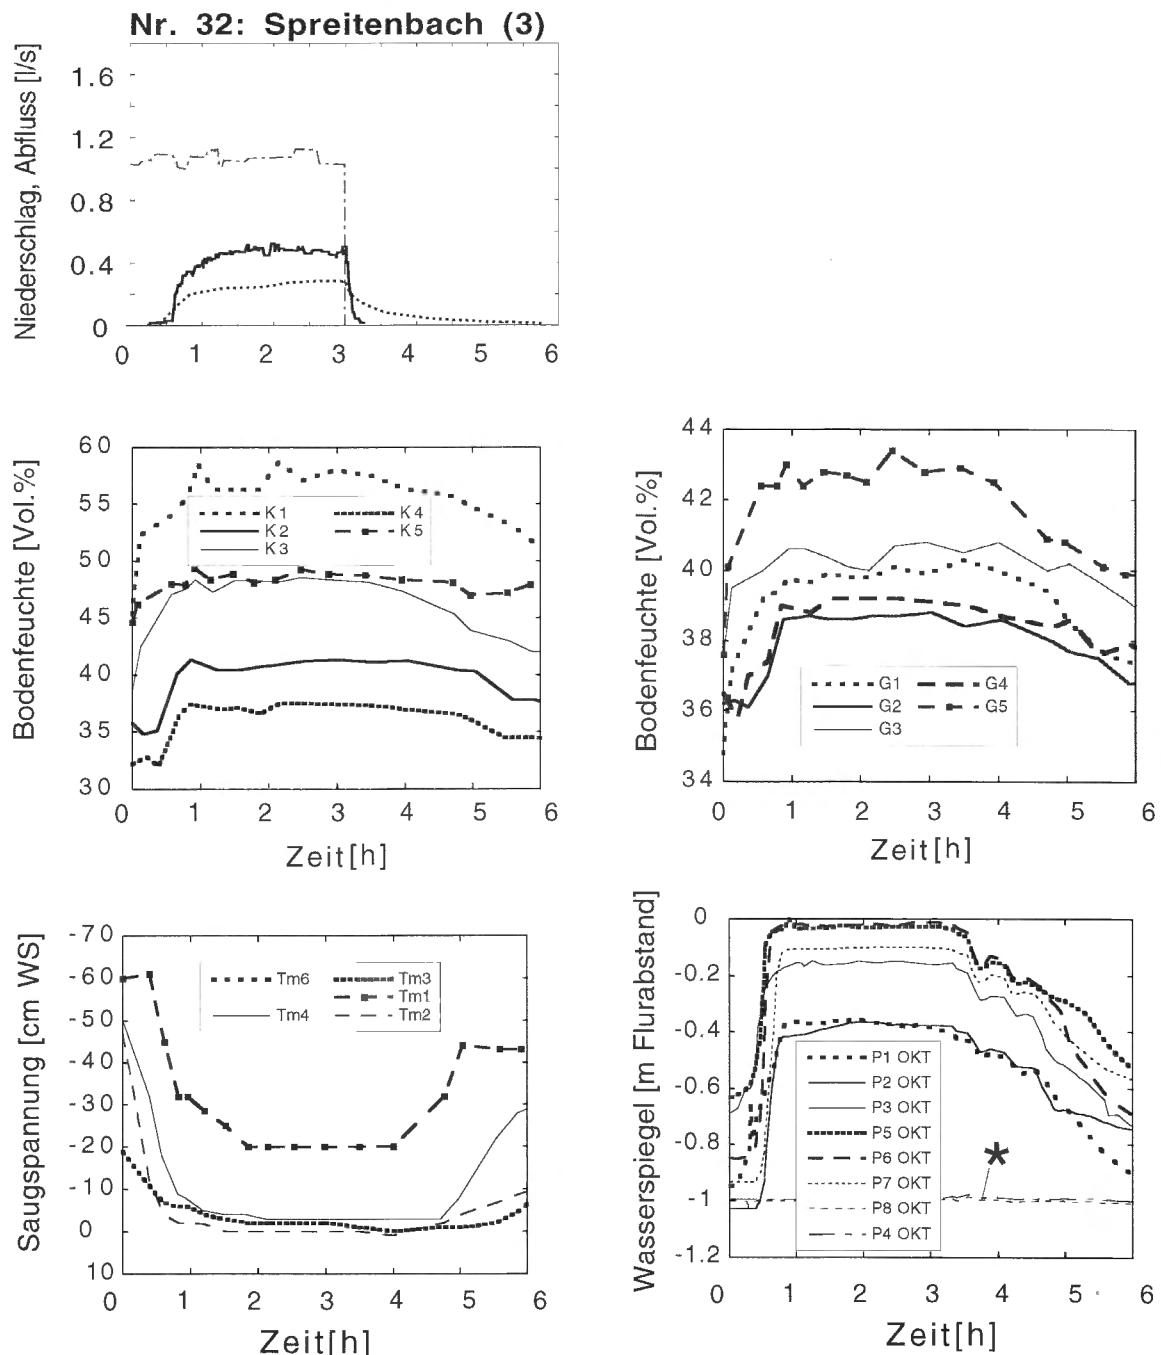 Nr. 32: Spreitenbach (3)
Niederschlag, Abfluss [l/s]
1.6
1.2
0.8
0.4
0
0 1 2 3 4 5 6
Bodenfeuchte [Vol.%]
60
55
50
45
40
35
30
K1 K4
K2 K5
K3
0 1 2 3 4 5 6
Zeit[h]
Bodenfeuchte [Vol.%]
44
42
40
38
36
34
G1 G4
G2 G5
G3
0 1 2 3 4 5 6
Zeit[h]
Saugspannung [cm WS]
-70
-60
-50
-40
-30
-20
-10
0
10
Tm6 Tm3
Tm1
Tm4 Tm2
0 1 2 3 4 5 6
Zeit[h]
Wasserspiegel [m Flurabstand]
0
-0.2
-0.4
-0.6
-0.8
-1
-1.2
P1 OKT
P2 OKT
P3 OKT
P5 OKT
P6 OKT
P7 OKT
P8 OKT
P4 OKT
*
0 1 2 3 4 5 6
Zeit[h]